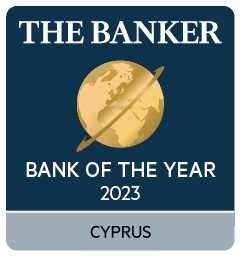 THE BANKER
BANK OF THE YEAR
2023
CYPRUS